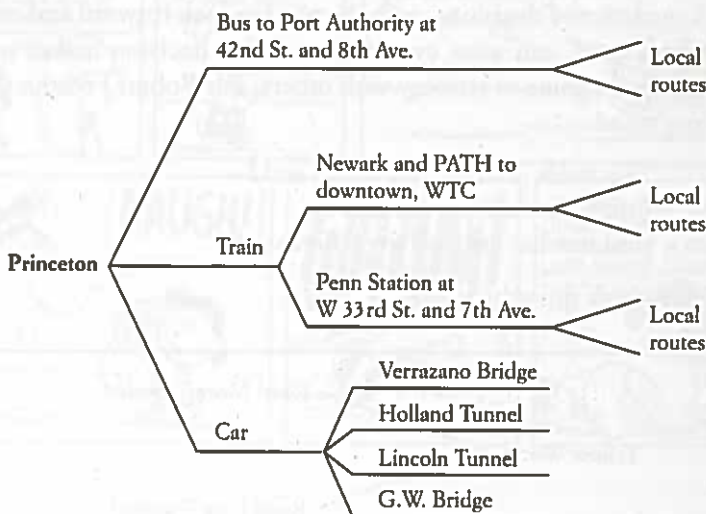 Bus to Port Authority at
42nd St. and 8th Ave.
Local
routes
Newark and PATH to
downtown, WTC
Local
routes
Princeton
Train
Penn Station at
W 33rd St. and 7th Ave.
Local
routes
Verrazano Bridge
Car
Holland Tunnel
Lincoln Tunnel
G.W. Bridge